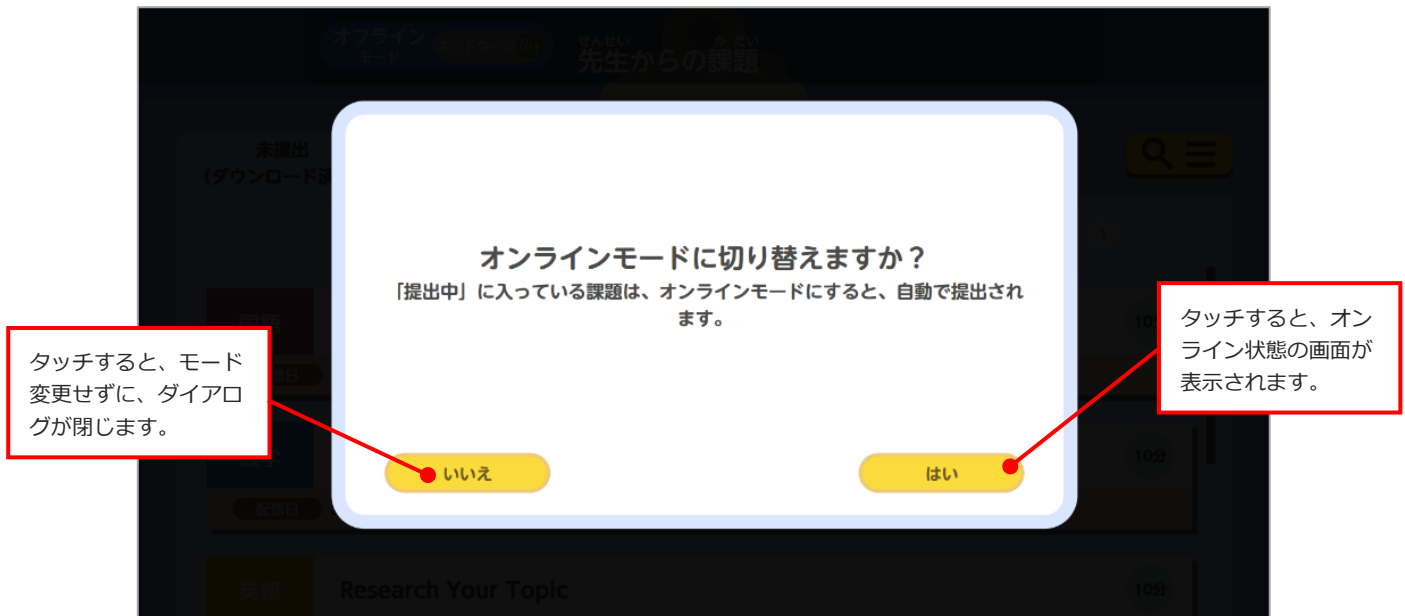 オフライン
モード
ネットワーク
せんせい かだい
先生からの課題
未提出
(ダウンロード済
オンラインモードに切り替えますか？
「提出中」に入っている課題は、オンラインモードにすると、自動で提出され
ます。
いいえ
はい
タッチすると、モード
変更せずに、ダイアロ
グが閉じます。
タッチすると、オン
ライン状態の画面が
表示されます。
国語
10分
数学
10分
配信日
英語
Research Your Topic
10分